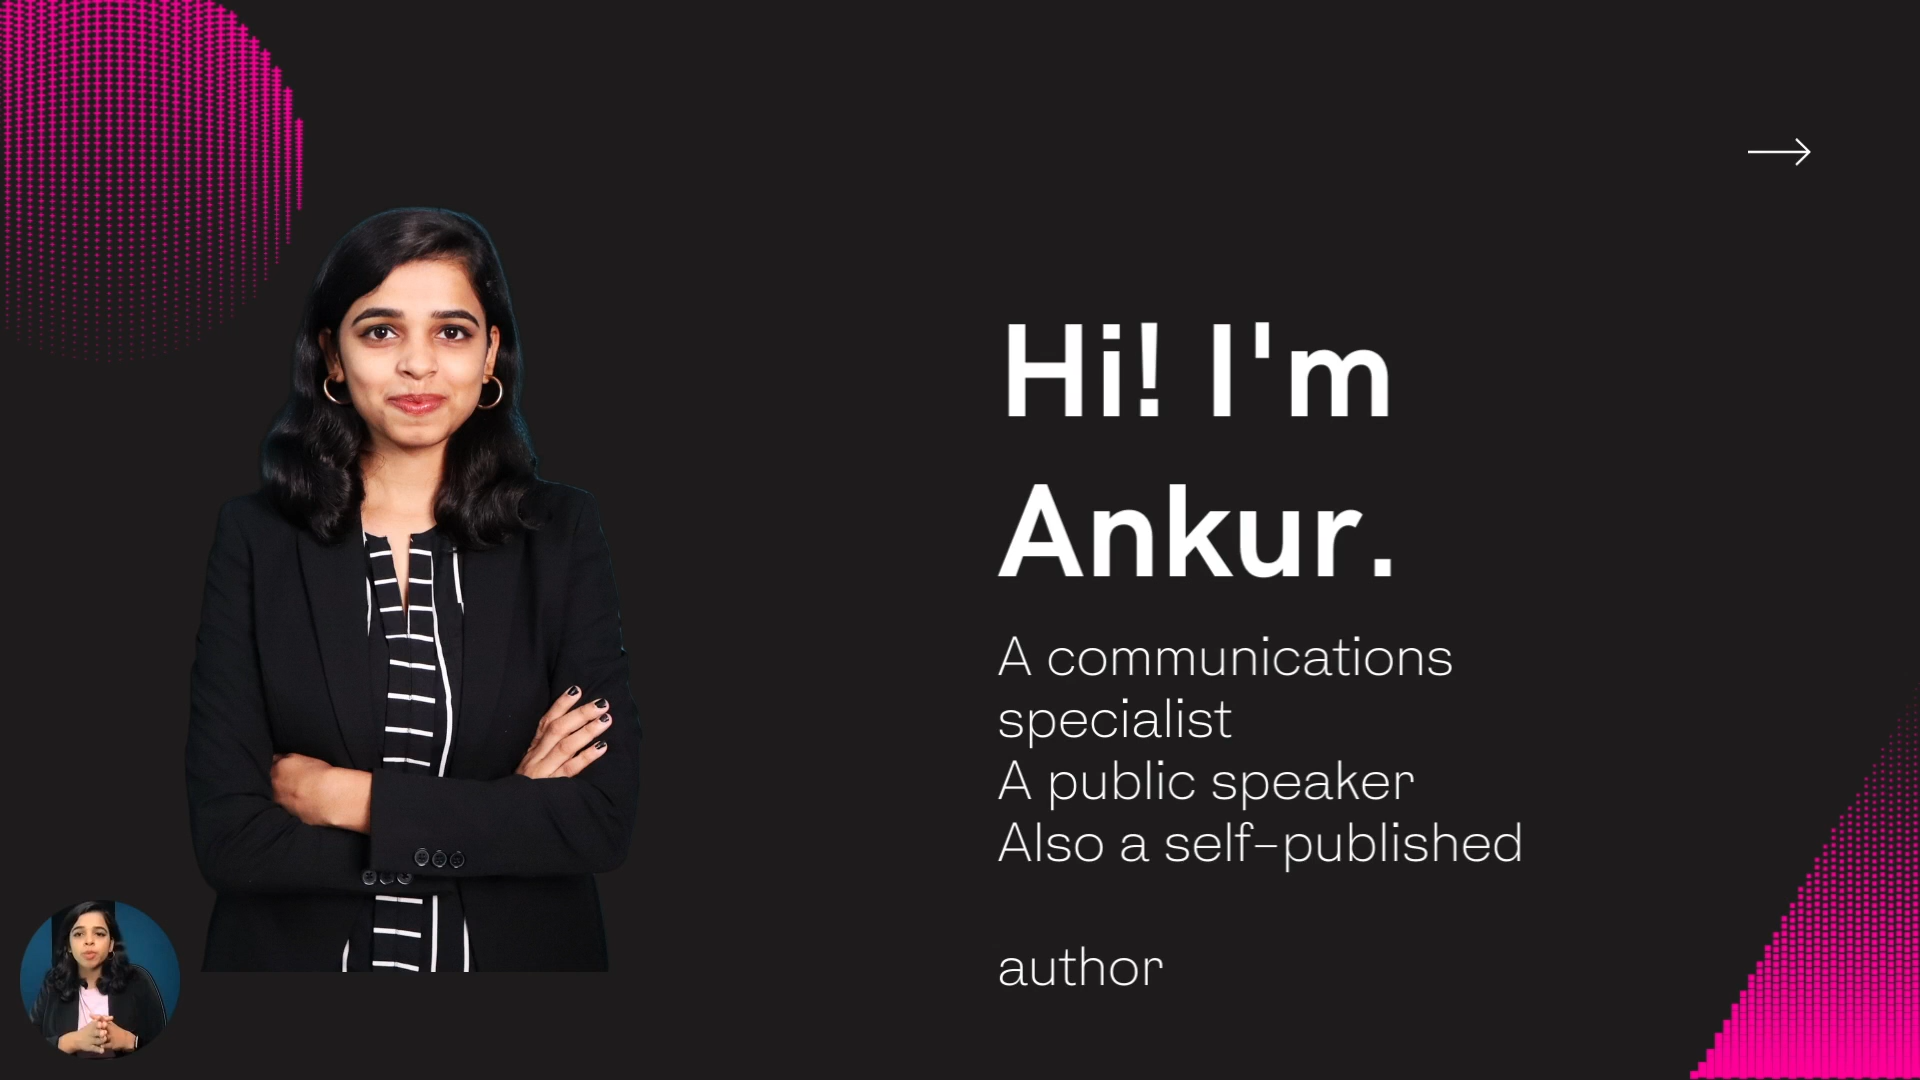 Hi! I'm
Ankur.
A communications
specialist
A public speaker
Also a self-published
author